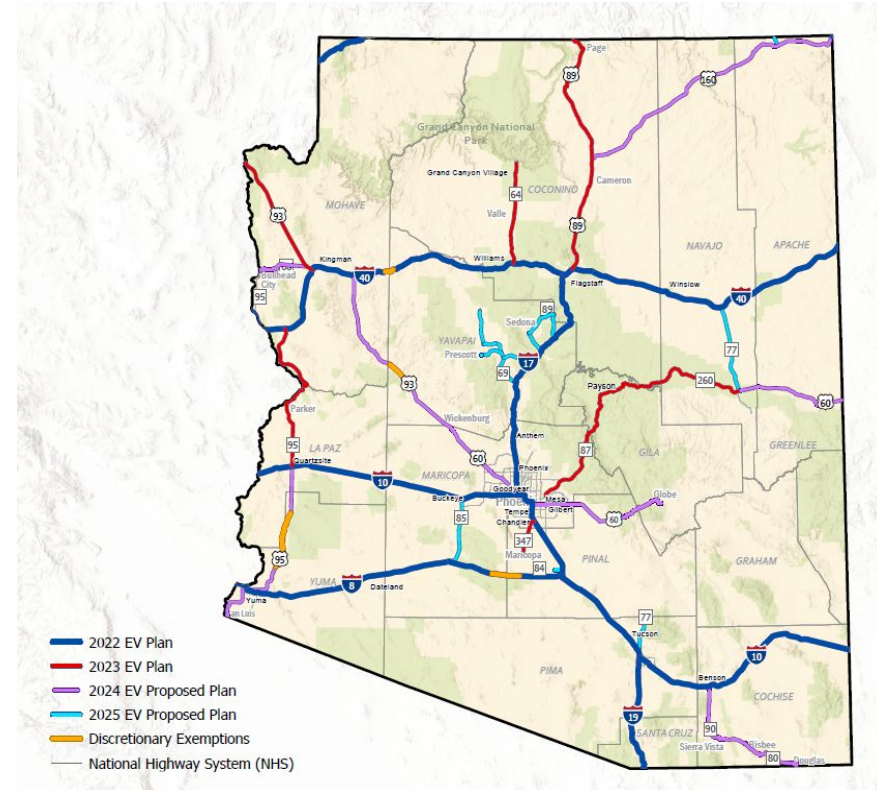 Page
89
160
Grand Canyon National
Park
Grand Canyon Village
64
COCONINO
Cameron
93
MOHAVE
Valle
89
NAVAJO
APACHE
Kingman
Williams
40
Bullhead
City
95
Flagstaff
Winslow
40
89
Sedona
YAVAPAI
Prescott
17
77
69
93
Payson
260
60
Parker
Wickenburg
Anthem
GREENLEE
95
LA PAZ
60
87
GILA
Quartzsite
MARICOPA
Phoenix
10
Goodyear
Buckeye
Mesa
Globe
Tempe
Gilbert
85
Chandler
60
347
95
Maricopa
PINAL
84
GRAHAM
YUMA
8
Dateland
Yuma
San Luis
77
Tucson
2022 EV Plan
10
2023 EV Plan
PIMA
Benson
2024 EV Proposed Plan
COCHISE
2025 EV Proposed Plan
19
SANTA CRUZ
90
Discretionary Exemptions
Sierra Vista
Bisbee
National Highway System (NHS)
80
Douglas